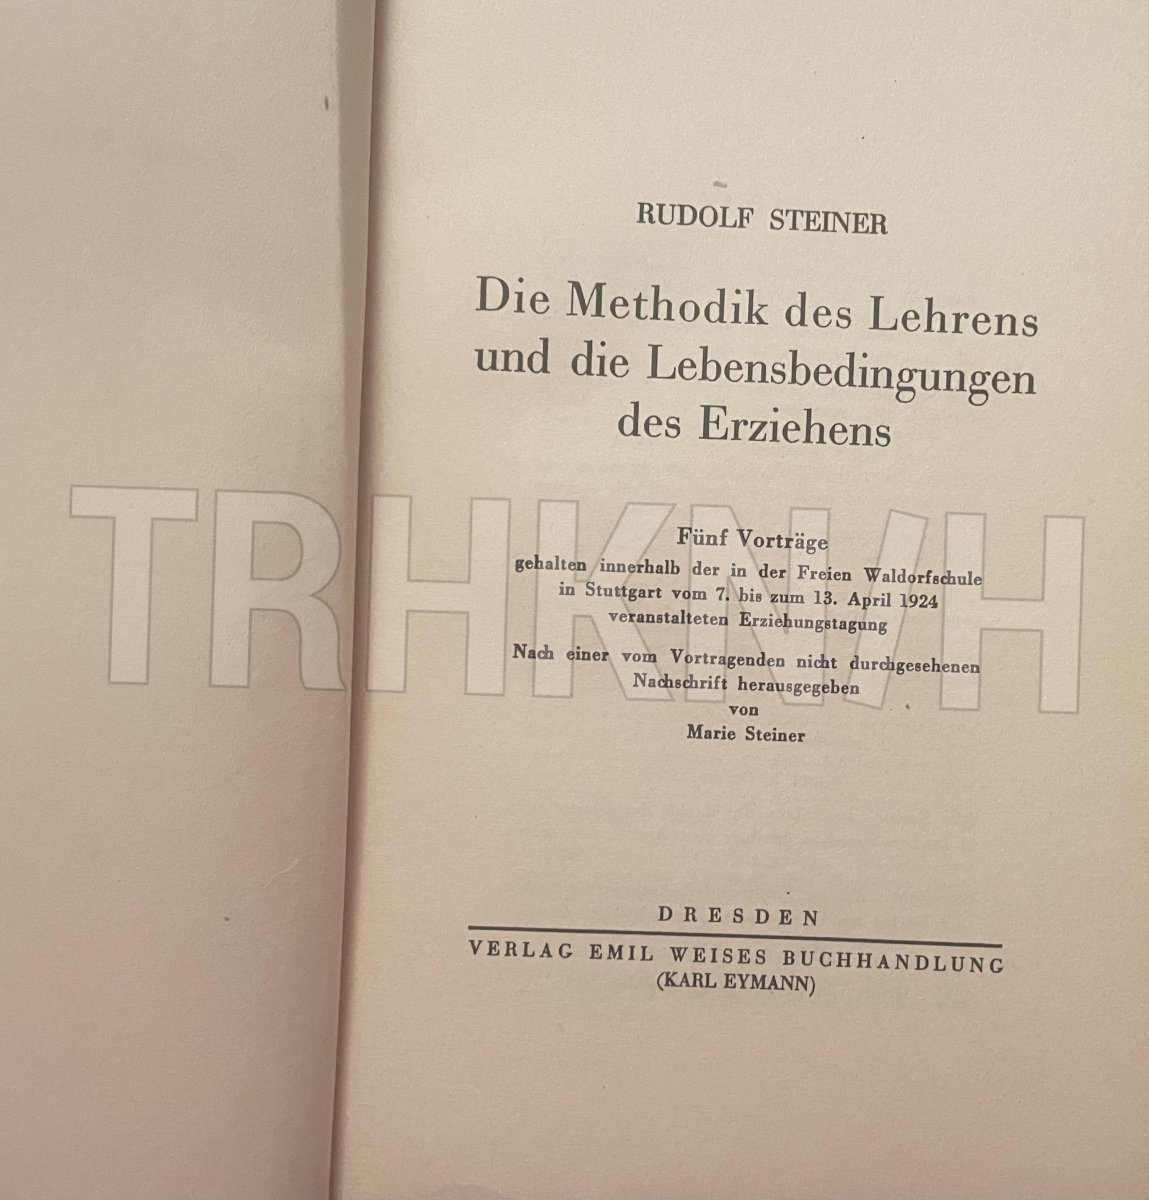 RUDOLF STEINER
Die Methodik des Lehrens
und die Lebensbedingungen
des Erziehens
TRHKN/H
Fünf Vorträge
gehalten innerhalb der in der Freien Waldorfschule
in Stuttgart vom 7. bis zum 13. April 1924
veranstalteten Erziehungstagung
Nach einer vom Vortragenden nicht durchgesehenen
Nachschrift herausgegeben
von
Marie Steiner
DRESDEN
VERLAG EMIL WEISES BUCHHANDLUNG
(KARL EYMANN)